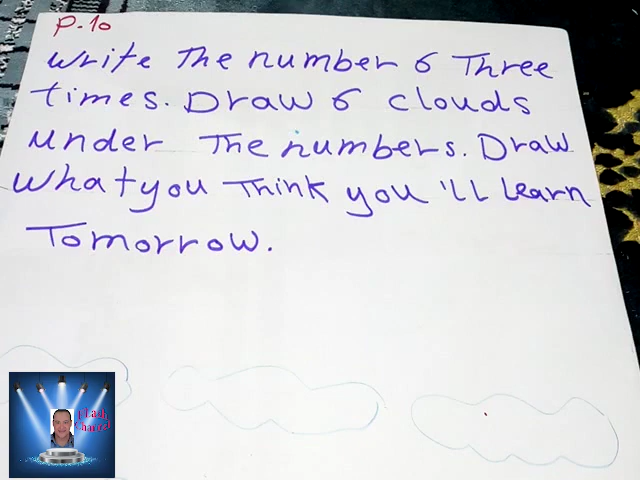 P.10
Write The number 6 Three
times. Draw 6 clouds
under The numbers. Draw
What you Think you 'll Learn
Tomorrow.